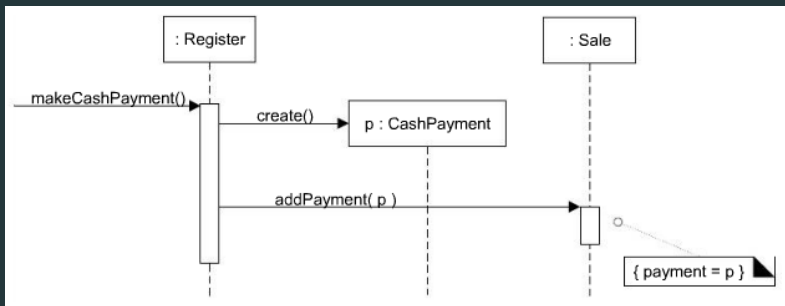 : Register
: Sale
makeCashPayment()
create()
p : CashPayment
addPayment( p )
{ payment = p }